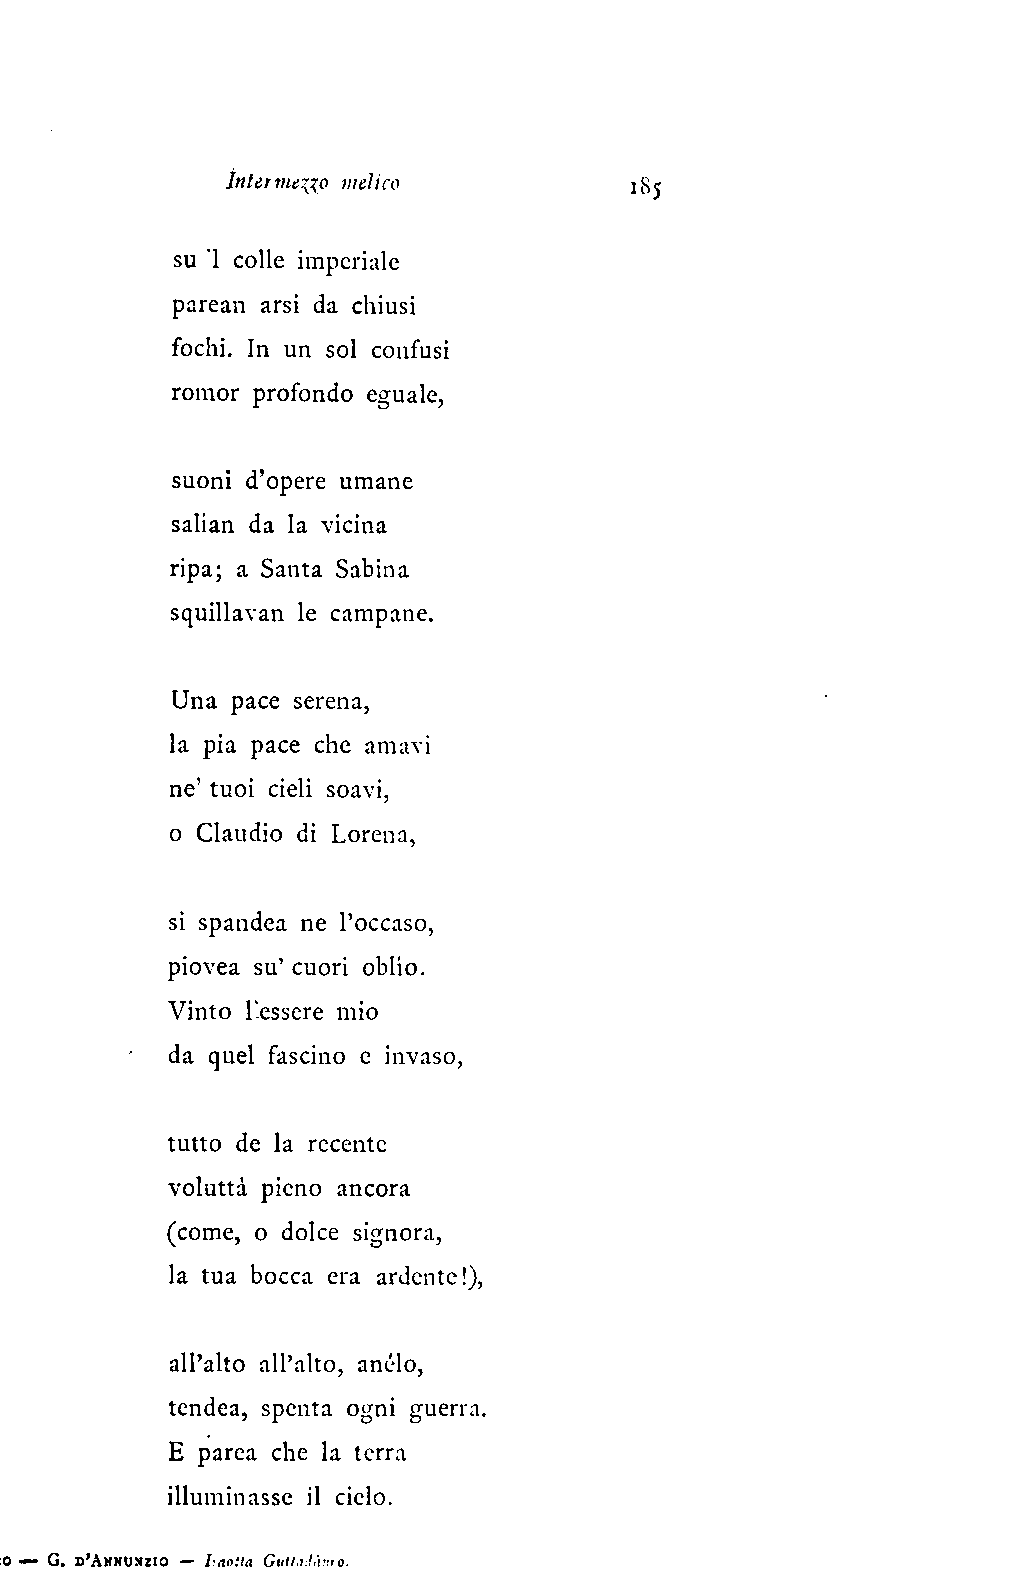 Intermezzo melico 185
su 'l colle imperiale
parean arsi da chiusi
fochi. In un sol confusi
romor profondo eguale,
suoni d'opere umane
salian da la vicina
ripa; a Santa Sabina
squillavan le campane.
Una pace serena,
la pia pace che amavi
ne' tuoi cieli soavi,
o Claudio di Lorena,
si spandea ne l'occaso,
piovea su' cuori oblío.
Vinto l'essere mio
da quel fascino e invaso,
tutto de la recente
voluttà pieno ancora
(come, o dolce signora,
la tua bocca era ardente!),
all'alto all'alto, anélo,
tendea, spenta ogni guerra.
E parea che la terra
illuminasse il cielo.
— G. D'ANNUNZIO — Isaotta Guttadàuro.